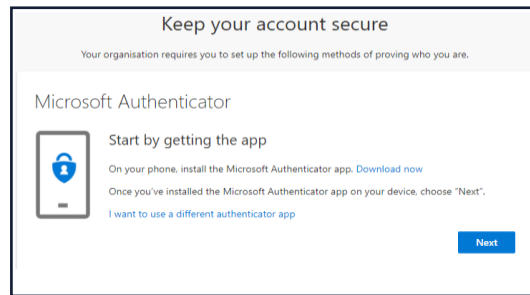 Keep your account secure
Your organisation requires you to set up the following methods of proving who you are.
Microsoft Authenticator
Start by getting the app
On your phone, install the Microsoft Authenticator app. Download now
Once you've installed the Microsoft Authenticator app on your device, choose "Next".
I want to use a different authenticator app
Next